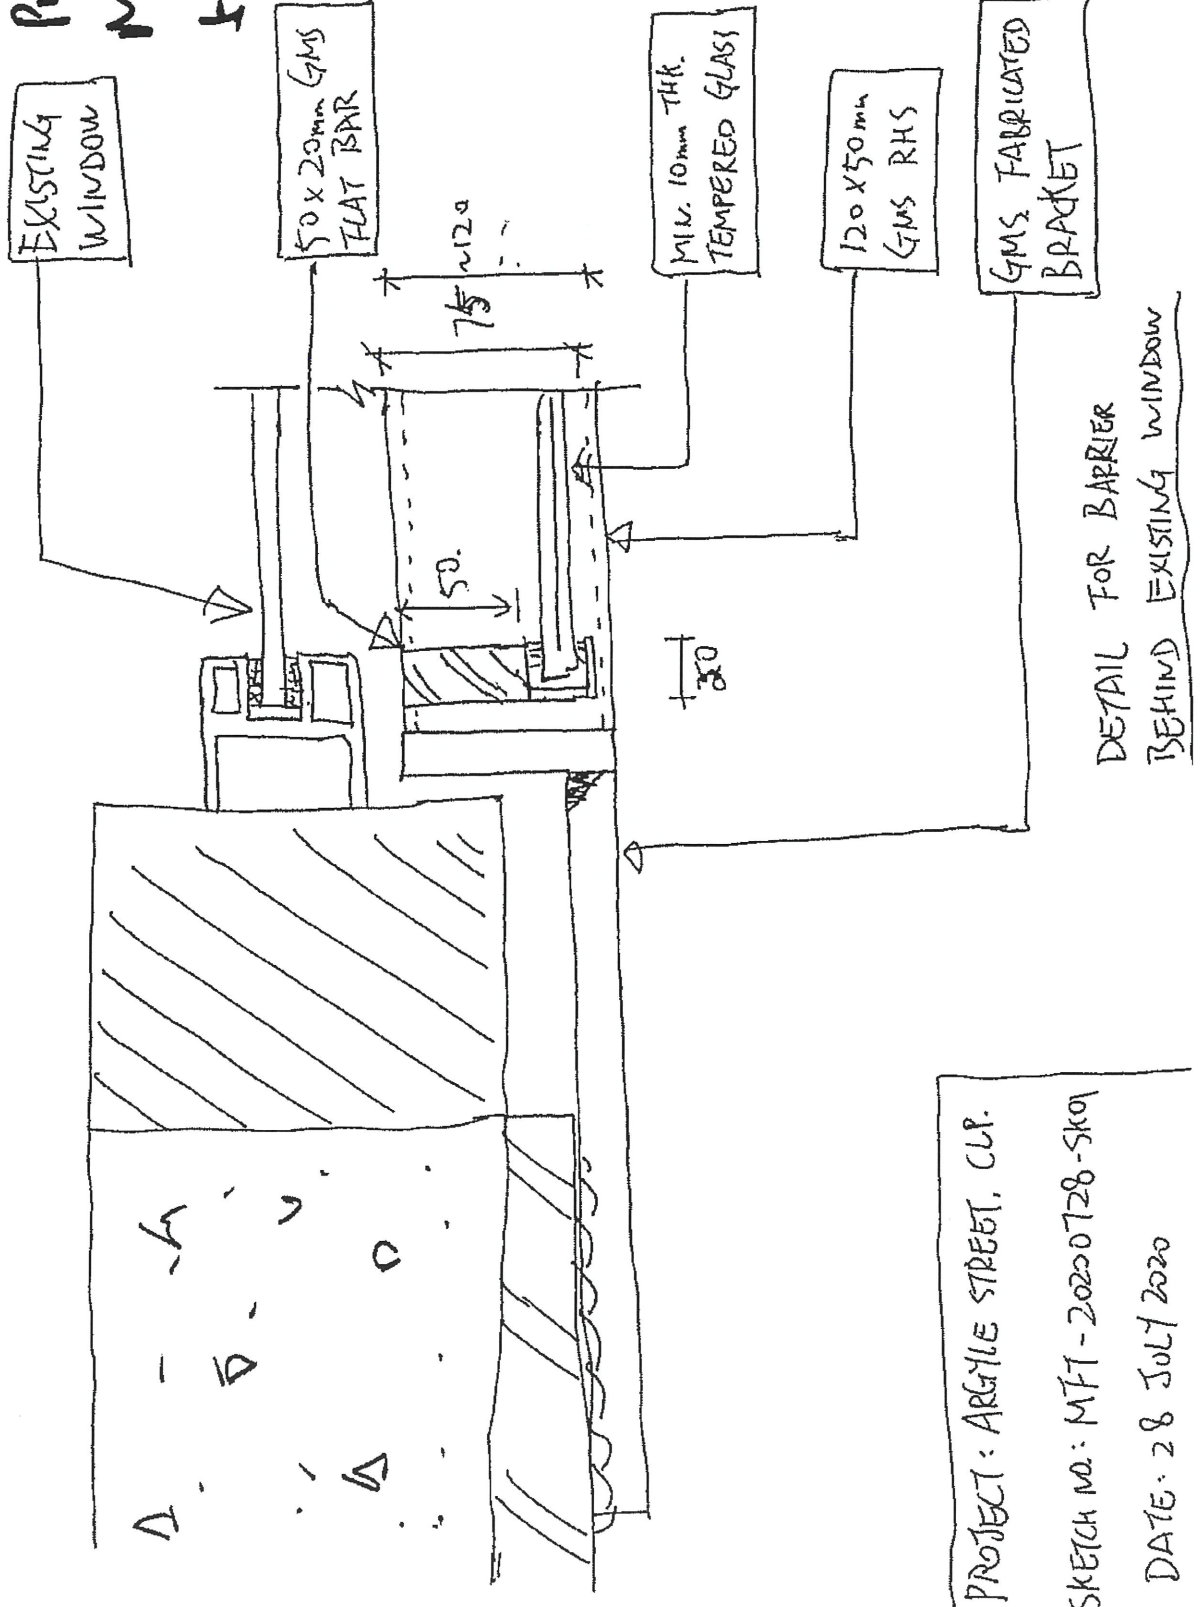 EXISTING
WINDOW
50 x 20mm GMS
FLAT BAR
~120
75
50.
MIN. 10mm THK.
TEMPERED GLASS
120 x 50mm
GMS RHS
GMS FABRICATED
BRACKET
DETAIL FOR BARRIER
BEHIND EXISTING WINDOW
PROJECT: ARGYLE STREET, CLP.
SKETCH NO.: MFT-20200728-SK01
DATE: 28 JULY 2020